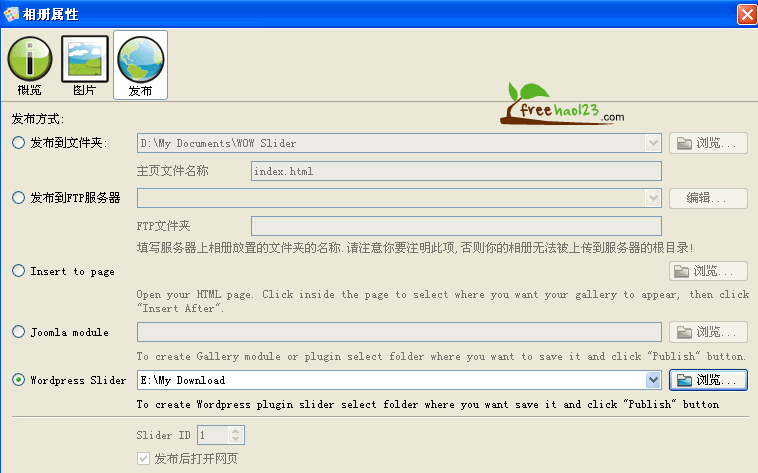 相册属性
概览
图片
发布
freehao123.com
发布方式:
发布到文件夹:
D:\My Documents\WOW Slider
浏览...
主页文件名称
index.html
发布到FTP服务器
编辑...
FTP文件夹
填写服务器上相册放置的文件夹的名称.请注意你要注明此项,否则你的相册无法被上传到服务器的根目录!
Insert to page
浏览...
Open your HTML page. Click inside the page to select where you want your gallery to appear, then click
"Insert After".
Joomla module
浏览...
To create Gallery module or plugin select folder where you want to save it and click "Publish" button.
Wordpress Slider
E:\My Download
浏览...
To create Wordpress plugin slider select folder where you want save it and click "Publish" button
Slider ID
1
发布后打开网页